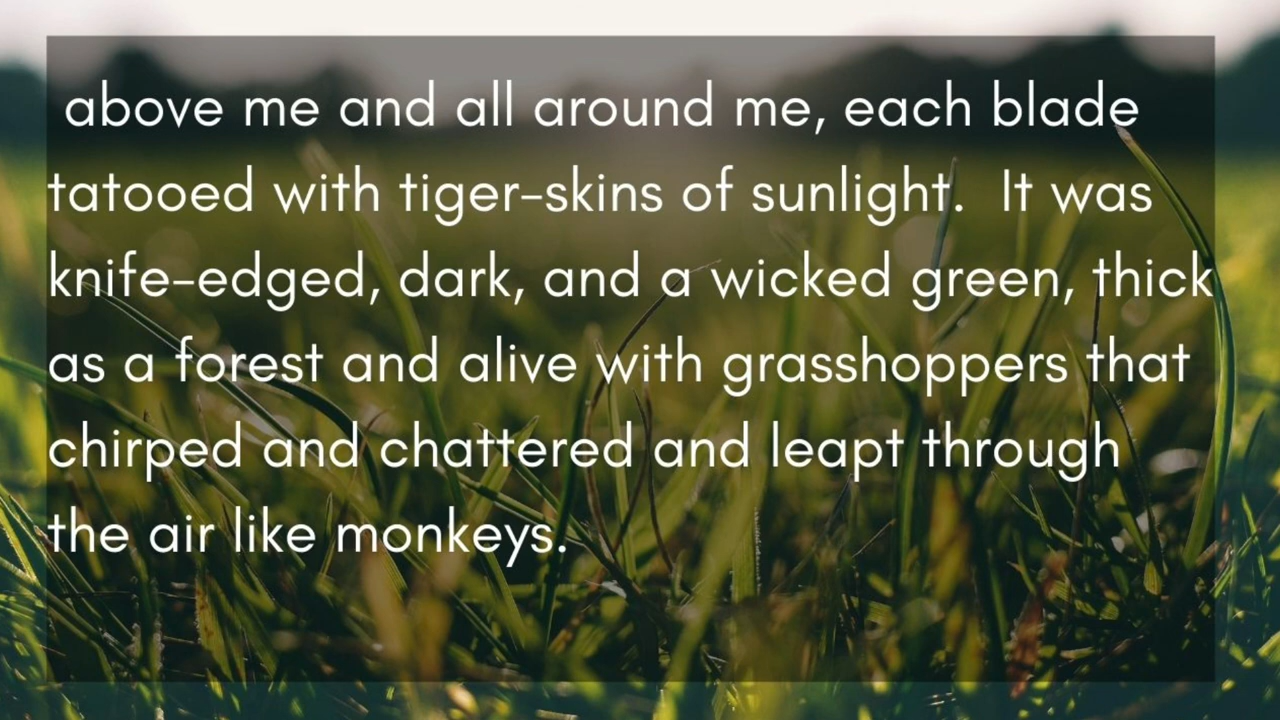 above me and all around me, each blade
tatooed with tiger-skins of sunlight.  It was
knife-edged, dark, and a wicked green, thick
as a forest and alive with grasshoppers that
chirped and chattered and leapt through
the air like monkeys.